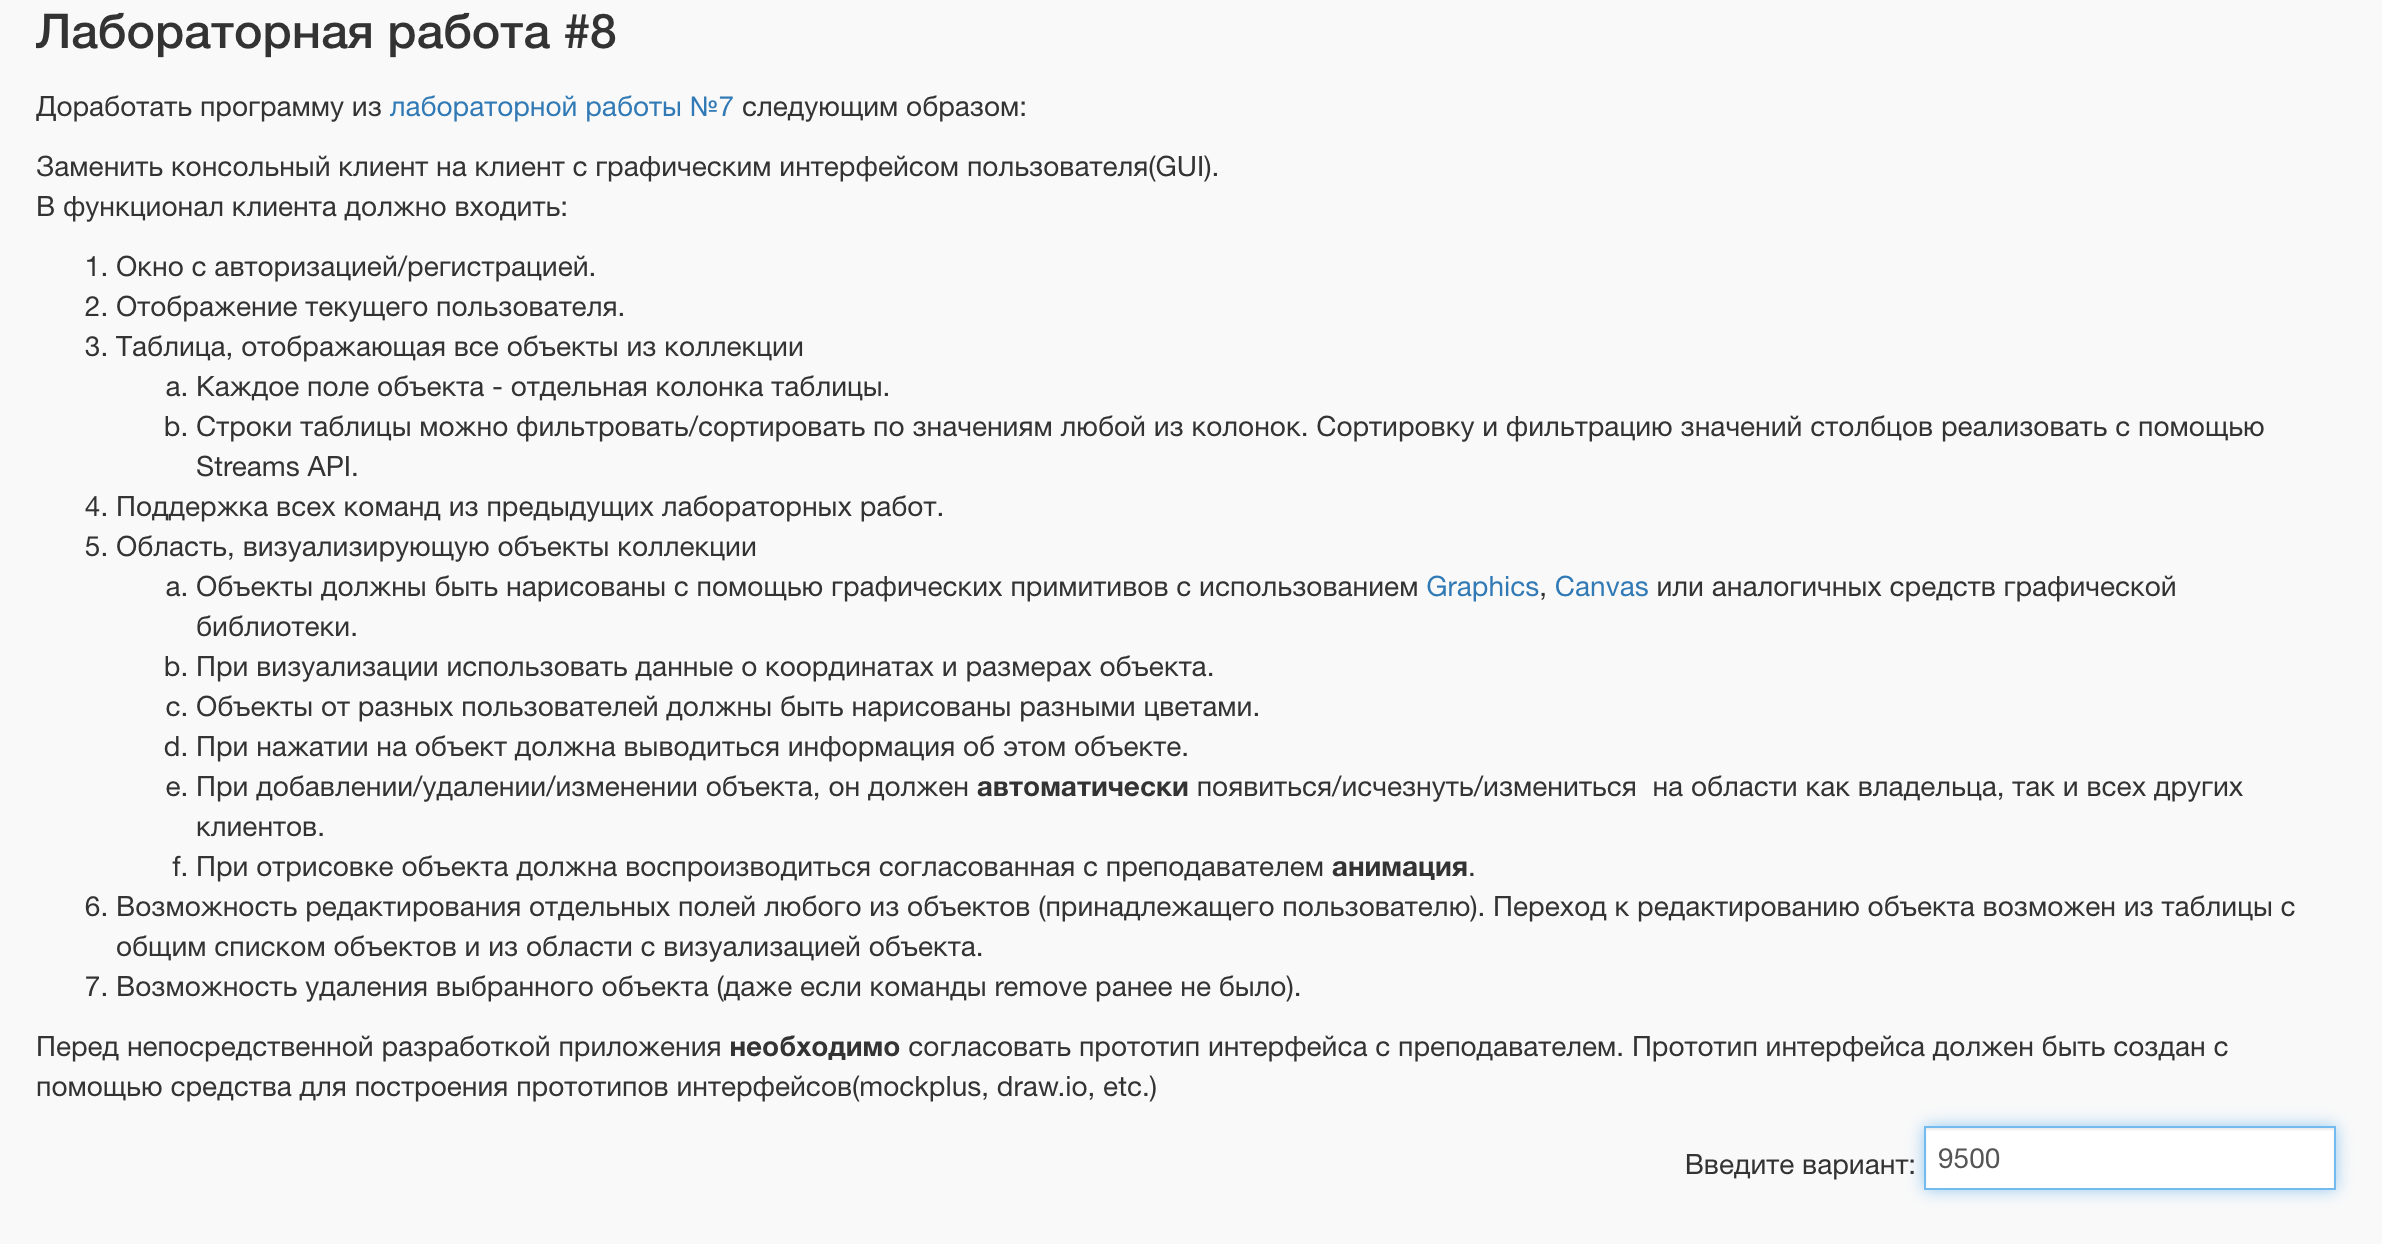 Лабораторная работа #8
Доработать программу из лабораторной работы №7 следующим образом:
Заменить консольный клиент на клиент с графическим интерфейсом пользователя(GUI).
В функционал клиента должно входить:
1. Окно с авторизацией/регистрацией.
2. Отображение текущего пользователя.
3. Таблица, отображающая все объекты из коллекции
a. Каждое поле объекта - отдельная колонка таблицы.
b. Строки таблицы можно фильтровать/сортировать по значениям любой из колонок. Сортировку и фильтрацию значений столбцов реализовать с помощью
Streams API.
4. Поддержка всех команд из предыдущих лабораторных работ.
5. Область, визуализирующую объекты коллекции
a. Объекты должны быть нарисованы с помощью графических примитивов с использованием Graphics, Canvas или аналогичных средств графической
библиотеки.
b. При визуализации использовать данные о координатах и размерах объекта.
c. Объекты от разных пользователей должны быть нарисованы разными цветами.
d. При нажатии на объект должна выводиться информация об этом объекте.
e. При добавлении/удалении/изменении объекта, он должен автоматически появиться/исчезнуть/измениться  на области как владельца, так и всех других
клиентов.
f. При отрисовке объекта должна воспроизводиться согласованная с преподавателем анимация.
6. Возможность редактирования отдельных полей любого из объектов (принадлежащего пользователю). Переход к редактированию объекта возможен из таблицы с
общим списком объектов и из области с визуализацией объекта.
7. Возможность удаления выбранного объекта (даже если команды remove ранее не было).
Перед непосредственной разработкой приложения необходимо согласовать прототип интерфейса с преподавателем. Прототип интерфейса должен быть создан с
помощью средства для построения прототипов интерфейсов(mockplus, draw.io, etc.)
Введите вариант: 9500